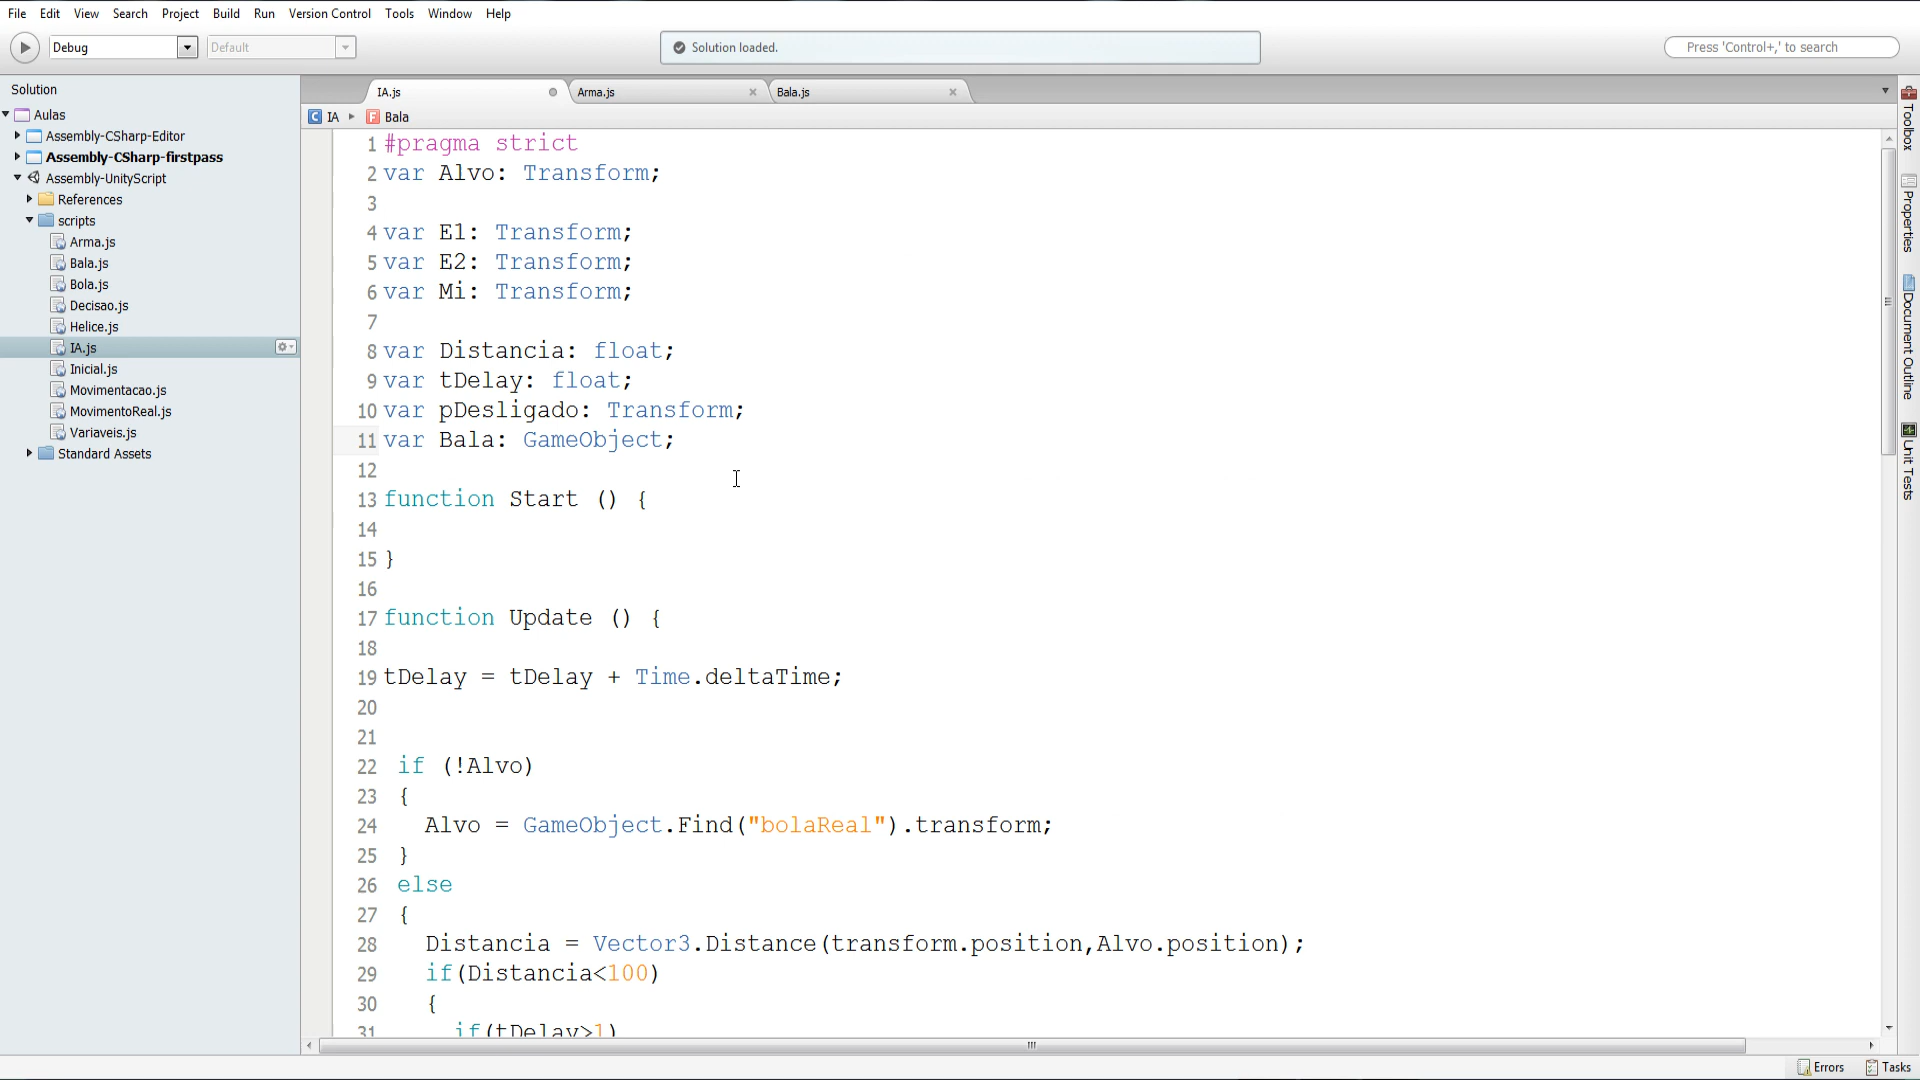 File Edit View Search Project Build Run Version Control Tools Window Help
Debug Default Solution loaded. Press 'Control+,' to search
Solution
Aulas
Assembly-CSharp-Editor
Assembly-CSharp-firstpass
Assembly-UnityScript
References
scripts
Arma.js
Bala.js
Bola.js
Decisao.js
Helice.js
IA.js
Inicial.js
Movimentacao.js
MovimentoReal.js
Variaveis.js
Standard Assets
IA.js Arma.js Bala.js
C IA F Bala
1 #pragma strict
2 var Alvo: Transform;
3
4 var E1: Transform;
5 var E2: Transform;
6 var Mi: Transform;
7
8 var Distancia: float;
9 var tDelay: float;
10 var pDesligado: Transform;
11 var Bala: GameObject;
12
13 function Start () {
14
15 }
16
17 function Update () {
18
19 tDelay = tDelay + Time.deltaTime;
20
21
22 if (!Alvo)
23 {
24 Alvo = GameObject.Find("bolaReal").transform;
25 }
26 else
27 {
28 Distancia = Vector3.Distance(transform.position,Alvo.position);
29 if(Distancia<100)
30 {
31 if(tDelay>1)
Toolbox
Properties
Document Outline
Unit Tests
Errors Tasks